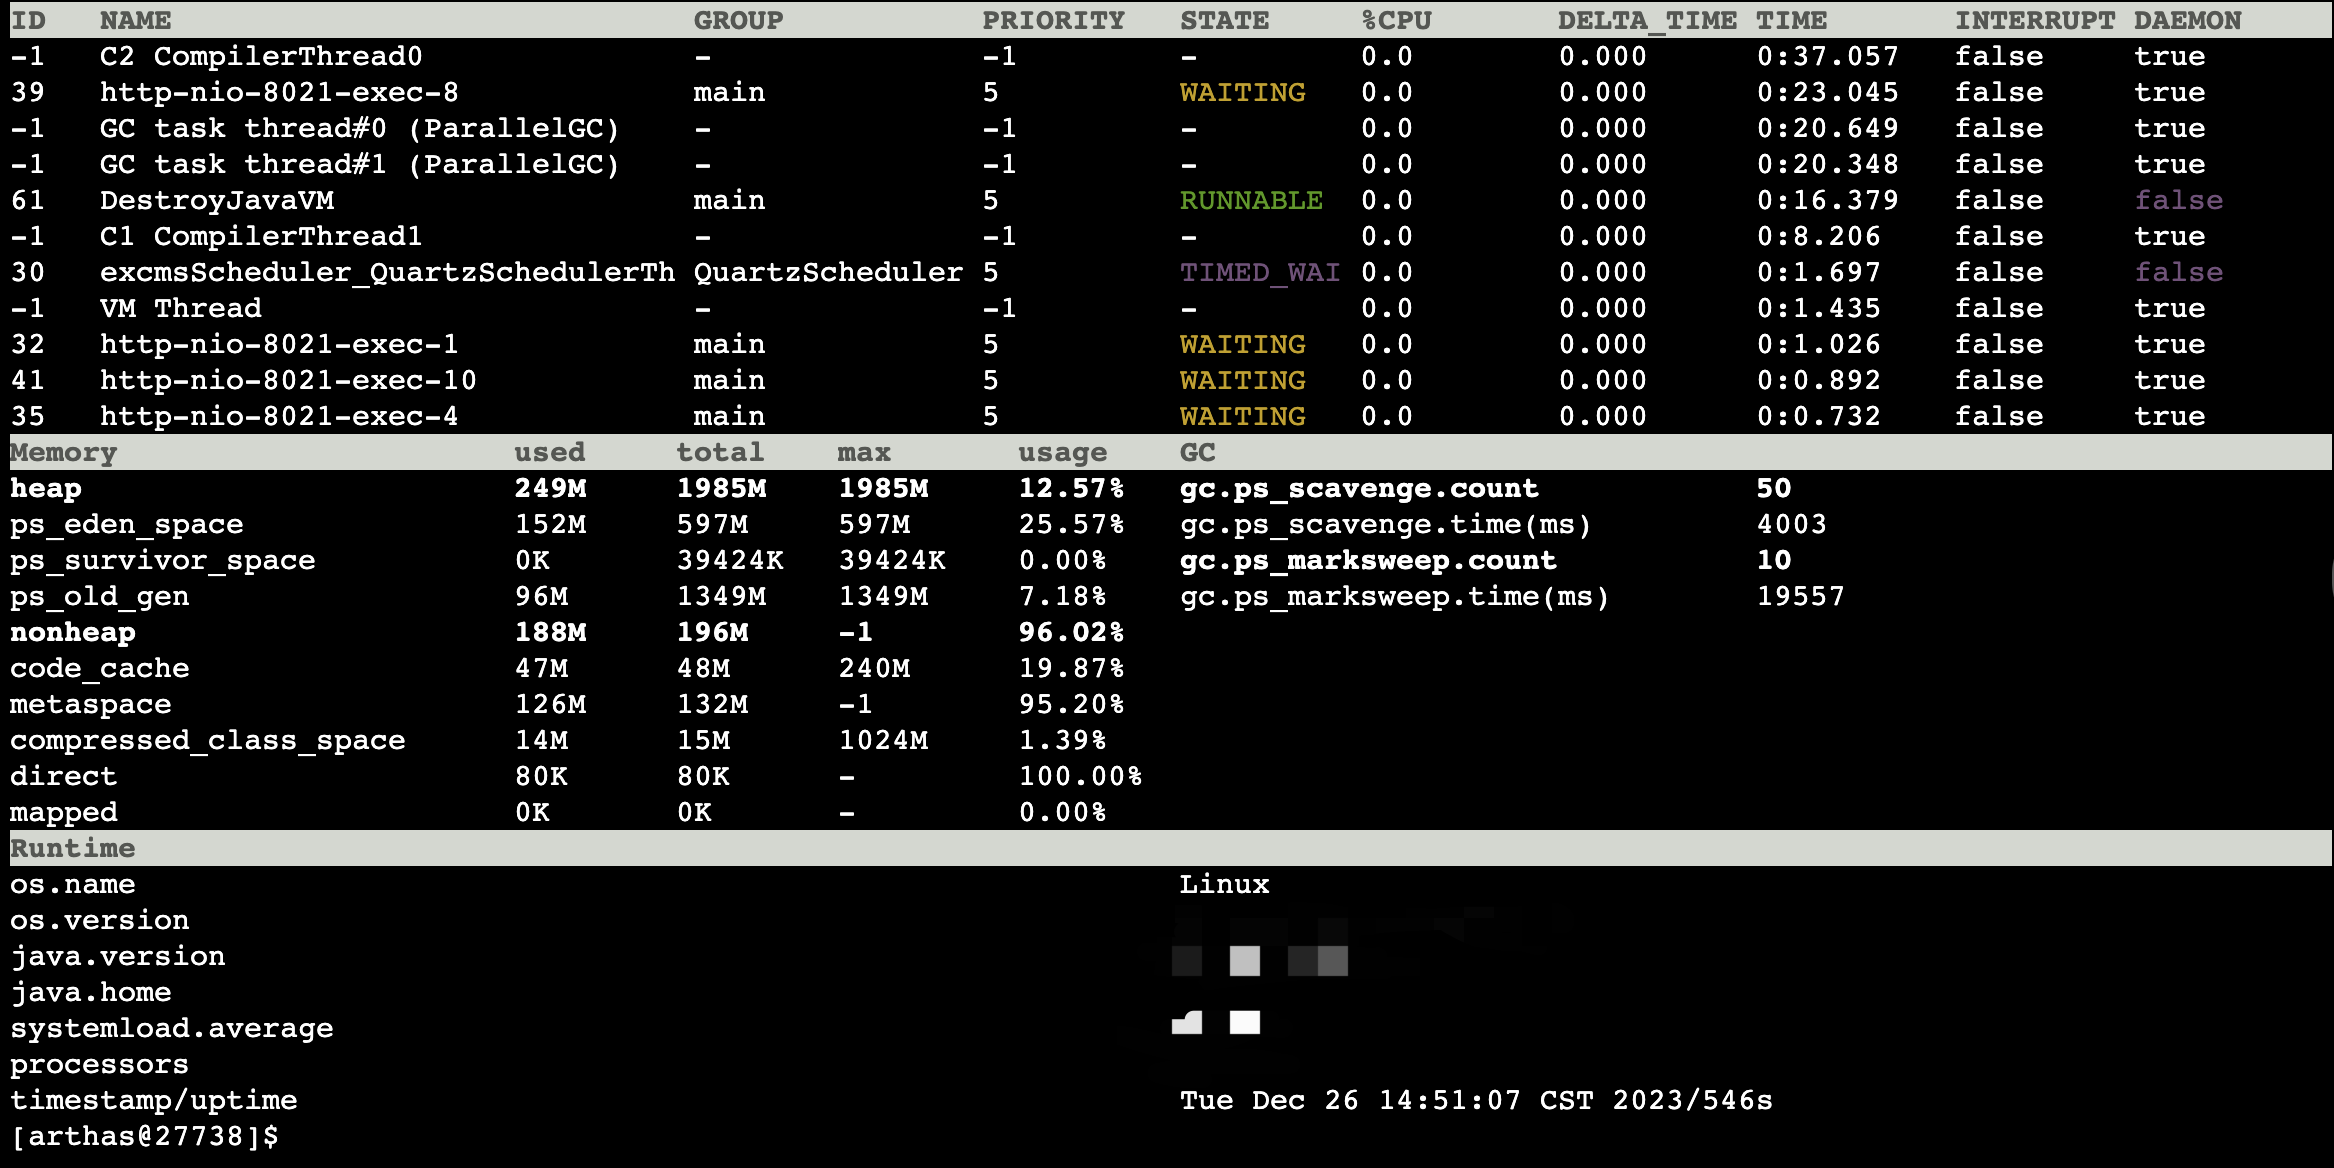 ID NAME GROUP PRIORITY STATE %CPU DELTA_TIME TIME INTERRUPT DAEMON
-1 C2 CompilerThread0 - -1 - 0.0 0.000 0:37.057 false true
39 http-nio-8021-exec-8 main 5 WAITING 0.0 0.000 0:23.045 false true
-1 GC task thread#0 (ParallelGC) - -1 - 0.0 0.000 0:20.649 false true
-1 GC task thread#1 (ParallelGC) - -1 - 0.0 0.000 0:20.348 false true
61 DestroyJavaVM main 5 RUNNABLE 0.0 0.000 0:16.379 false false
-1 C1 CompilerThread1 - -1 - 0.0 0.000 0:8.206 false true
30 excmsScheduler_QuartzSchedulerTh QuartzScheduler 5 TIMED_WAI 0.0 0.000 0:1.697 false false
-1 VM Thread - -1 - 0.0 0.000 0:1.435 false true
32 http-nio-8021-exec-1 main 5 WAITING 0.0 0.000 0:1.026 false true
41 http-nio-8021-exec-10 main 5 WAITING 0.0 0.000 0:0.892 false true
35 http-nio-8021-exec-4 main 5 WAITING 0.0 0.000 0:0.732 false true
Memory used total max usage GC
heap 249M 1985M 1985M 12.57% gc.ps_scavenge.count 50
ps_eden_space 152M 597M 597M 25.57% gc.ps_scavenge.time(ms) 4003
ps_survivor_space 0K 39424K 39424K 0.00% gc.ps_marksweep.count 10
ps_old_gen 96M 1349M 1349M 7.18% gc.ps_marksweep.time(ms) 19557
nonheap 188M 196M -1 96.02%
code_cache 47M 48M 240M 19.87%
metaspace 126M 132M -1 95.20%
compressed_class_space 14M 15M 1024M 1.39%
direct 80K 80K - 100.00%
mapped 0K 0K - 0.00%
Runtime
os.name Linux
os.version
java.version
java.home
systemload.average
processors
timestamp/uptime Tue Dec 26 14:51:07 CST 2023/546s
[arthas@27738]$